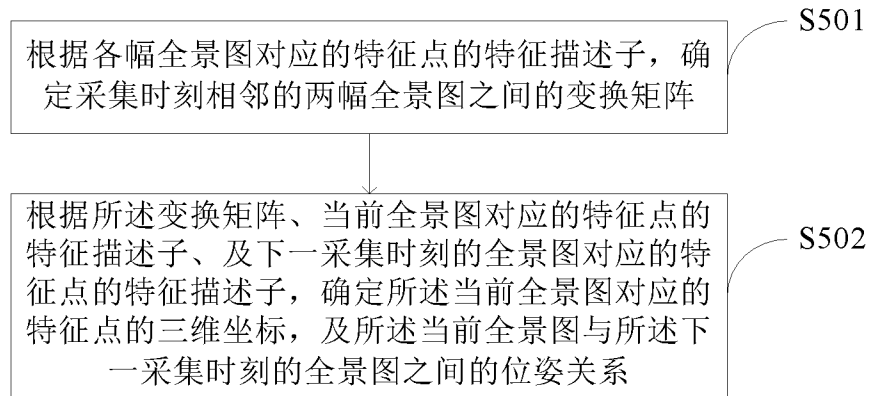 S501
根据各幅全景图对应的特征点的特征描述子，确
定采集时刻相邻的两幅全景图之间的变换矩阵
S502
根据所述变换矩阵、当前全景图对应的特征点的
特征描述子、及下一采集时刻的全景图对应的特
征点的特征描述子，确定所述当前全景图对应的
特征点的三维坐标，及所述当前全景图与所述下
一采集时刻的全景图之间的位姿关系